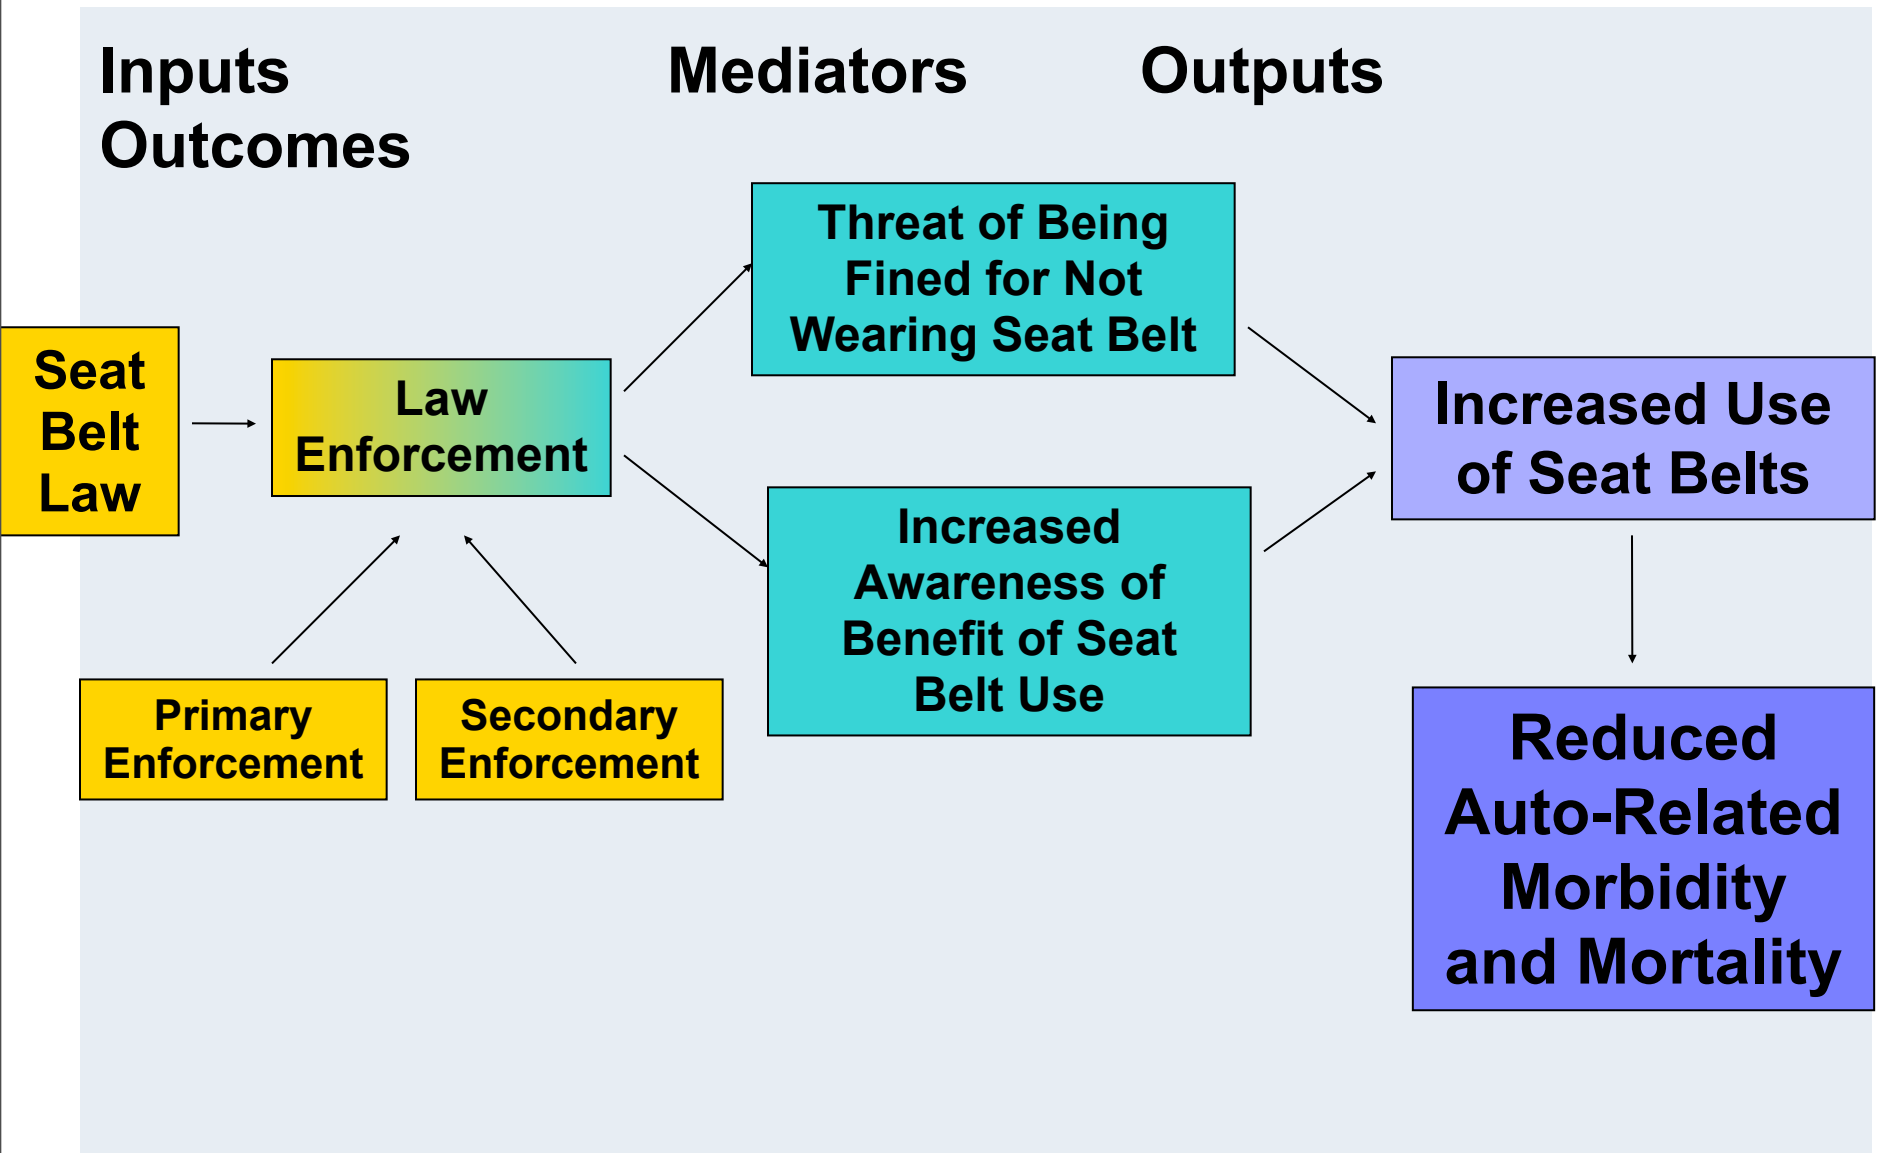 Inputs Mediators Outputs
Outcomes
Threat of Being
Fined for Not
Wearing Seat Belt
Seat
Belt
Law
Law
Enforcement
Increased Use
of Seat Belts
Increased
Awareness of
Benefit of Seat
Belt Use
Primary
Enforcement
Secondary
Enforcement
Reduced
Auto-Related
Morbidity
and Mortality